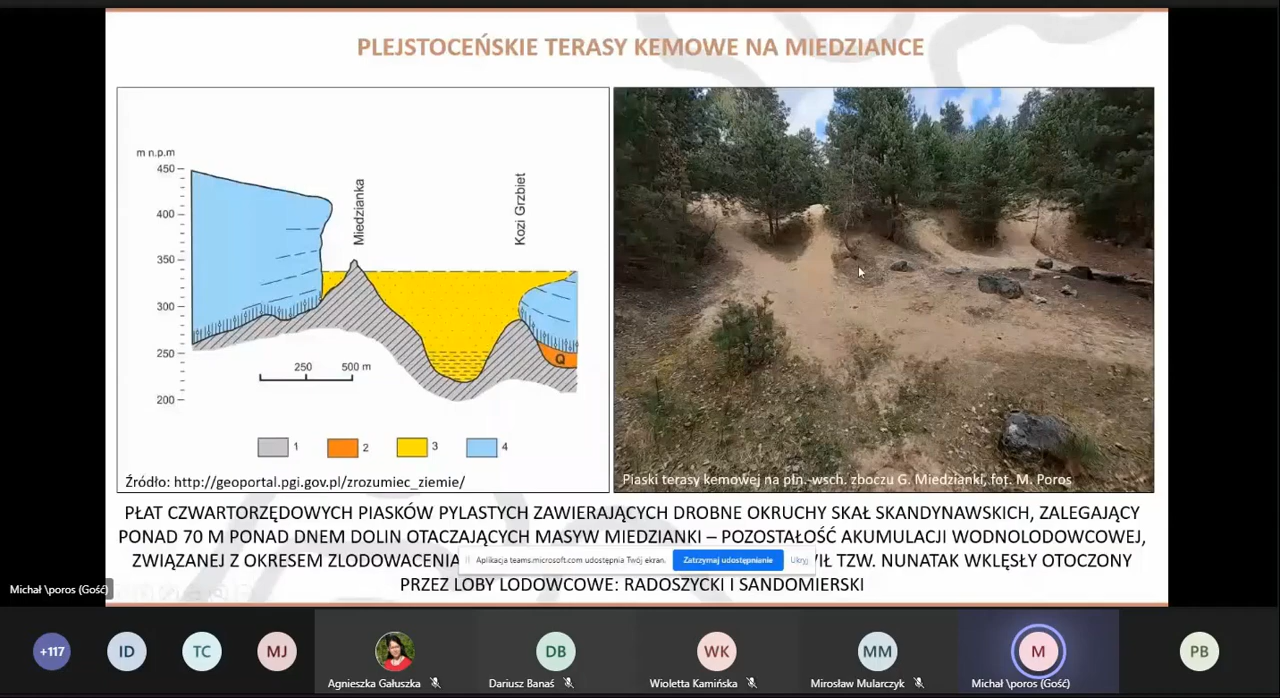 PLEJSTOCEŃSKIE TERASY KEMOWE NA MIEDZIANCE
m n.p.m
450
400
350
300
250
200
Miedzianka
Kozi Grzbiet
Q
250 500 m
1 2 3 4
Źródło: http://geoportal.pgi.gov.pl/zrozumiec_ziemie/
Piaski terasy kemowej na płn.-wsch. zboczu G. Miedzianki, fot. M. Poros
PŁAT CZWARTORZĘDOWYCH PIASKÓW PYLASTYCH ZAWIERAJĄCYCH DROBNE OKRUCHY SKAŁ SKANDYNAWSKICH, ZALEGAJĄCY
PONAD 70 M PONAD DNEM DOLIN OTACZAJĄCYCH MASYW MIEDZIANKI – POZOSTAŁOŚĆ AKUMULACJI WODNOLODOWCOWEJ,
ZWIĄZANEJ Z OKRESEM ZLODOWACENIA TZW. NUNATAK WKLĘSŁY OTOCZONY
PRZEZ LOBY LODOWCOWE: RADOSZYCKI I SANDOMIERSKI
Aplikacja teams.microsoft.com udostępnia Twój ekran. Zatrzymaj udostępnianie Ukryj
Michał \poros (Gość)
+117 ID TC MJ DB WK MM M PB
Agnieszka Gałuszka Dariusz Banaś Wioletta Kamińska Mirosław Mularczyk Michał \poros (Gość)